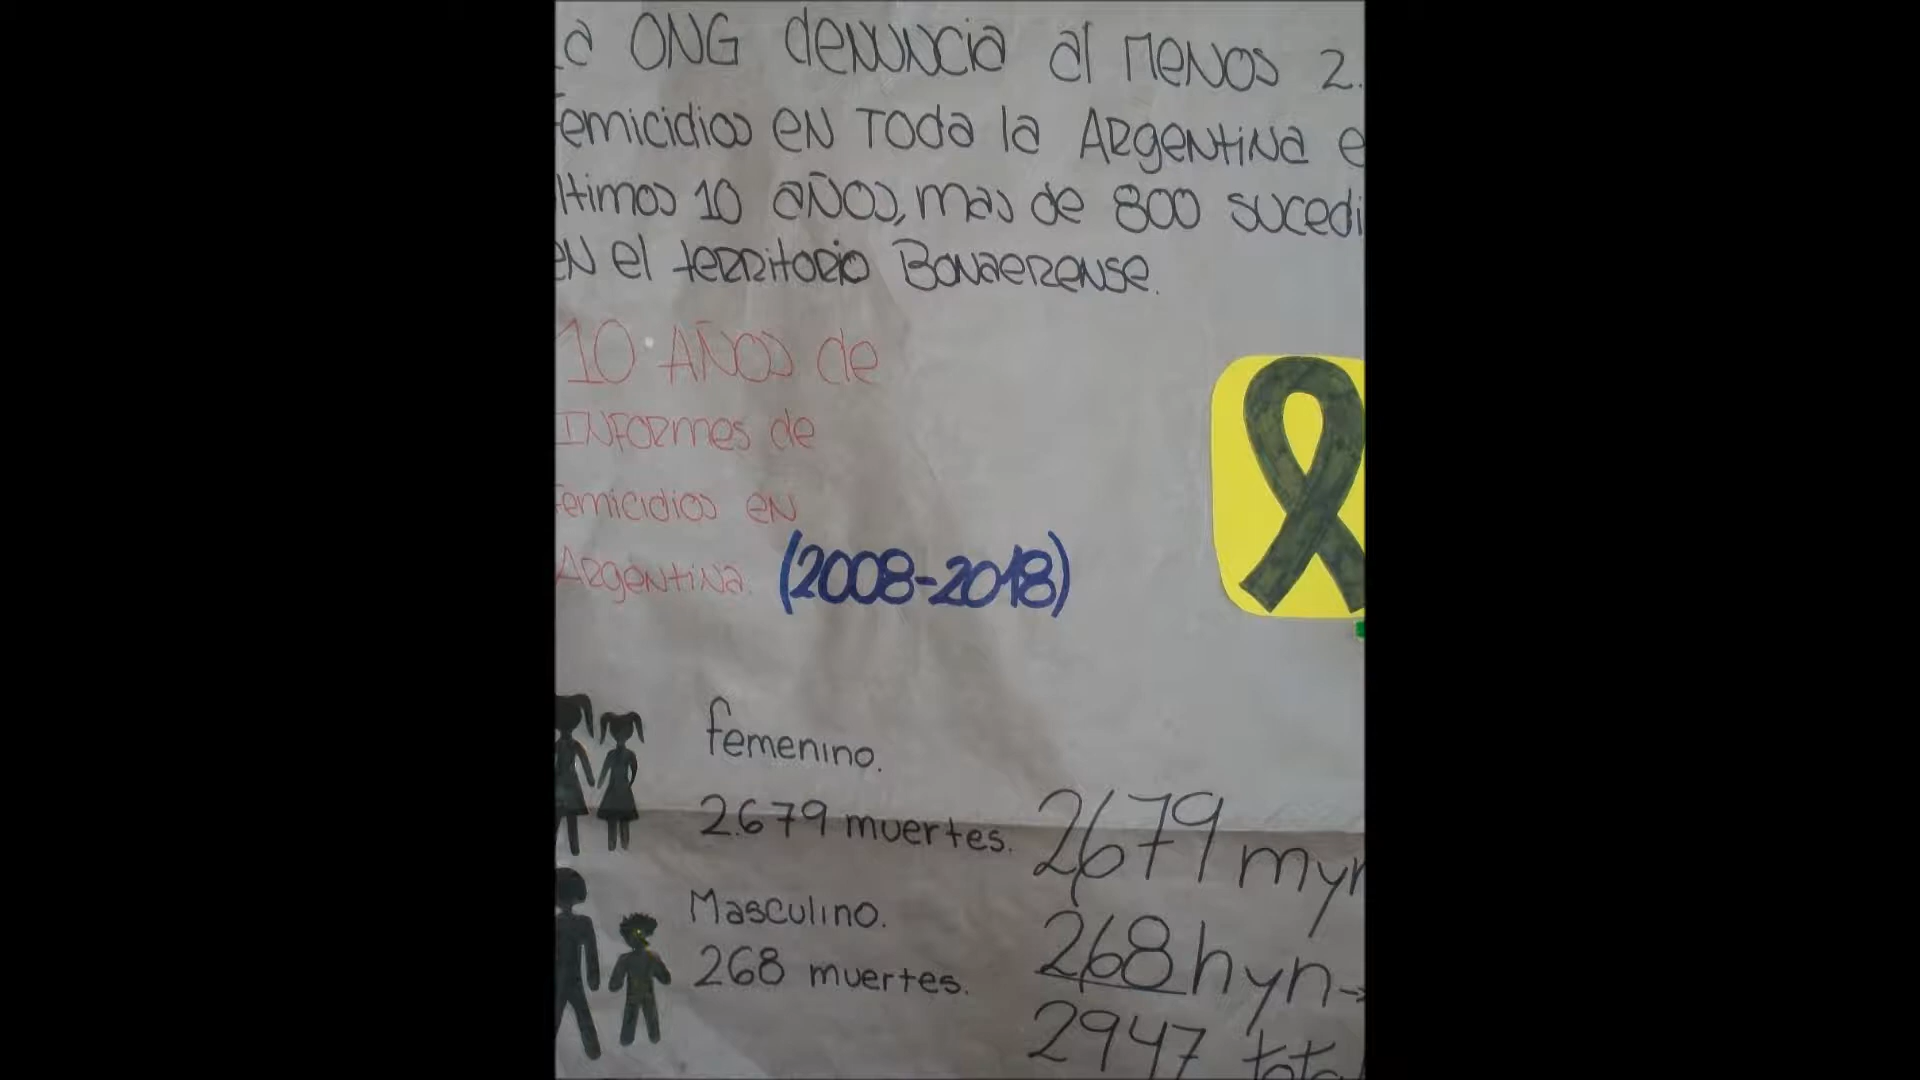 La ONG denuncia al menos 2.
femicidios en toda la Argentina e
ltimos 10 años, mas de 800 sucedi
en el territorio Bonaerense.
10 Años de
Informes de
femicidios en
Argentina.
(2008-2018)
femenino.
2.679 muertes.
2679 myn
Masculino.
268 muertes.
268 hyn→
2947 total